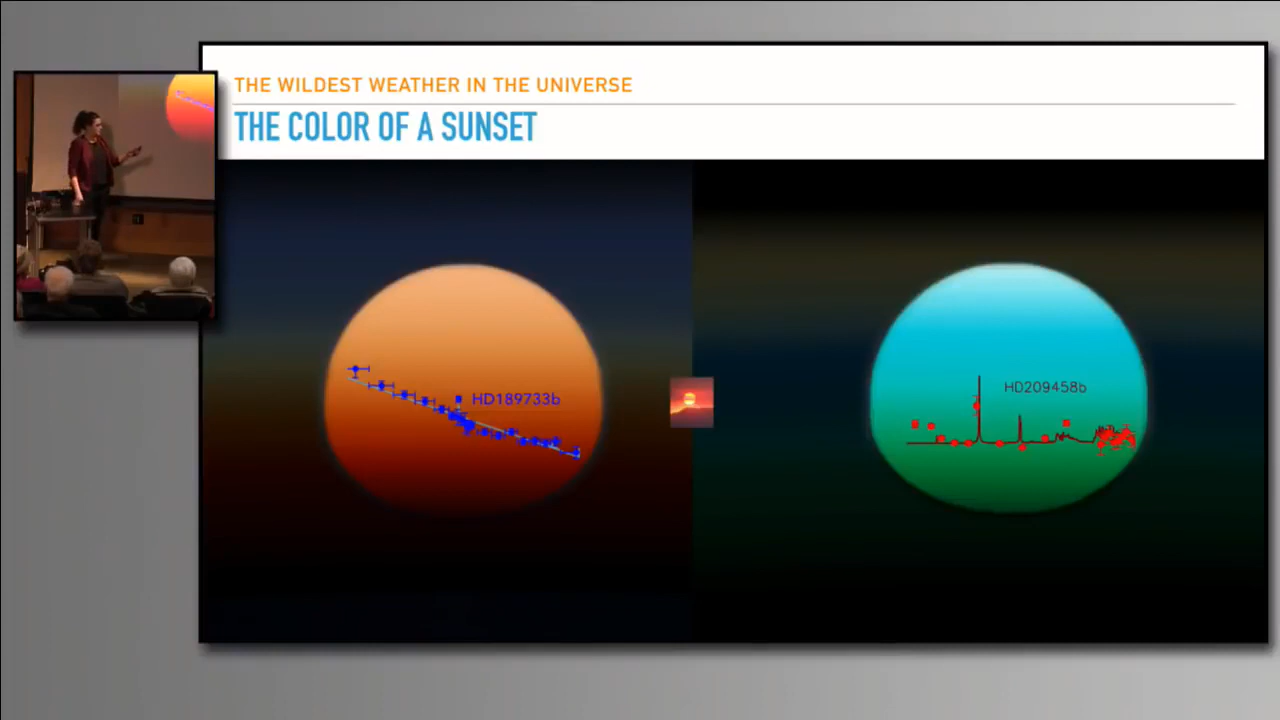 THE WILDEST WEATHER IN THE UNIVERSE
THE COLOR OF A SUNSET
HD189733b
HD209458b